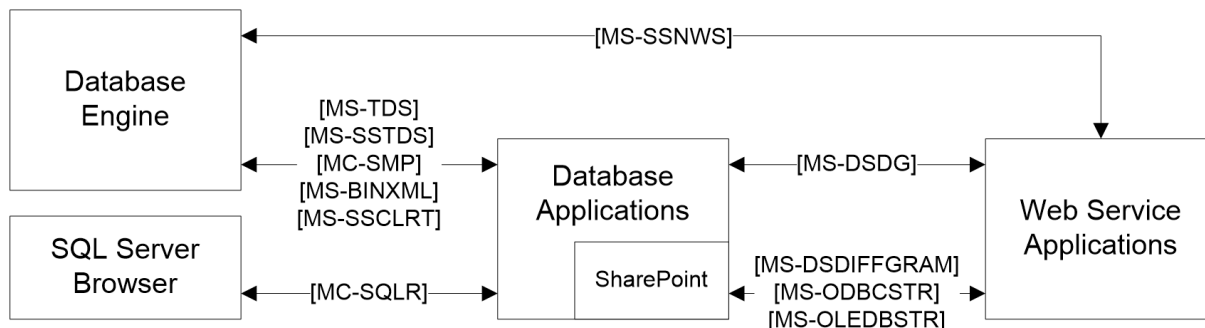 [MS-SSNWS]
Database
Engine
[MS-TDS]
[MS-SSTDS]
[MC-SMP]
[MS-BINXML]
[MS-SSCLRT]
Database
Applications
[MS-DSDG]
Web Service
Applications
SQL Server
Browser
[MC-SQLR]
SharePoint
[MS-DSDIFFGRAM]
[MS-ODBCSTR]
[MS-OLEDBSTR]